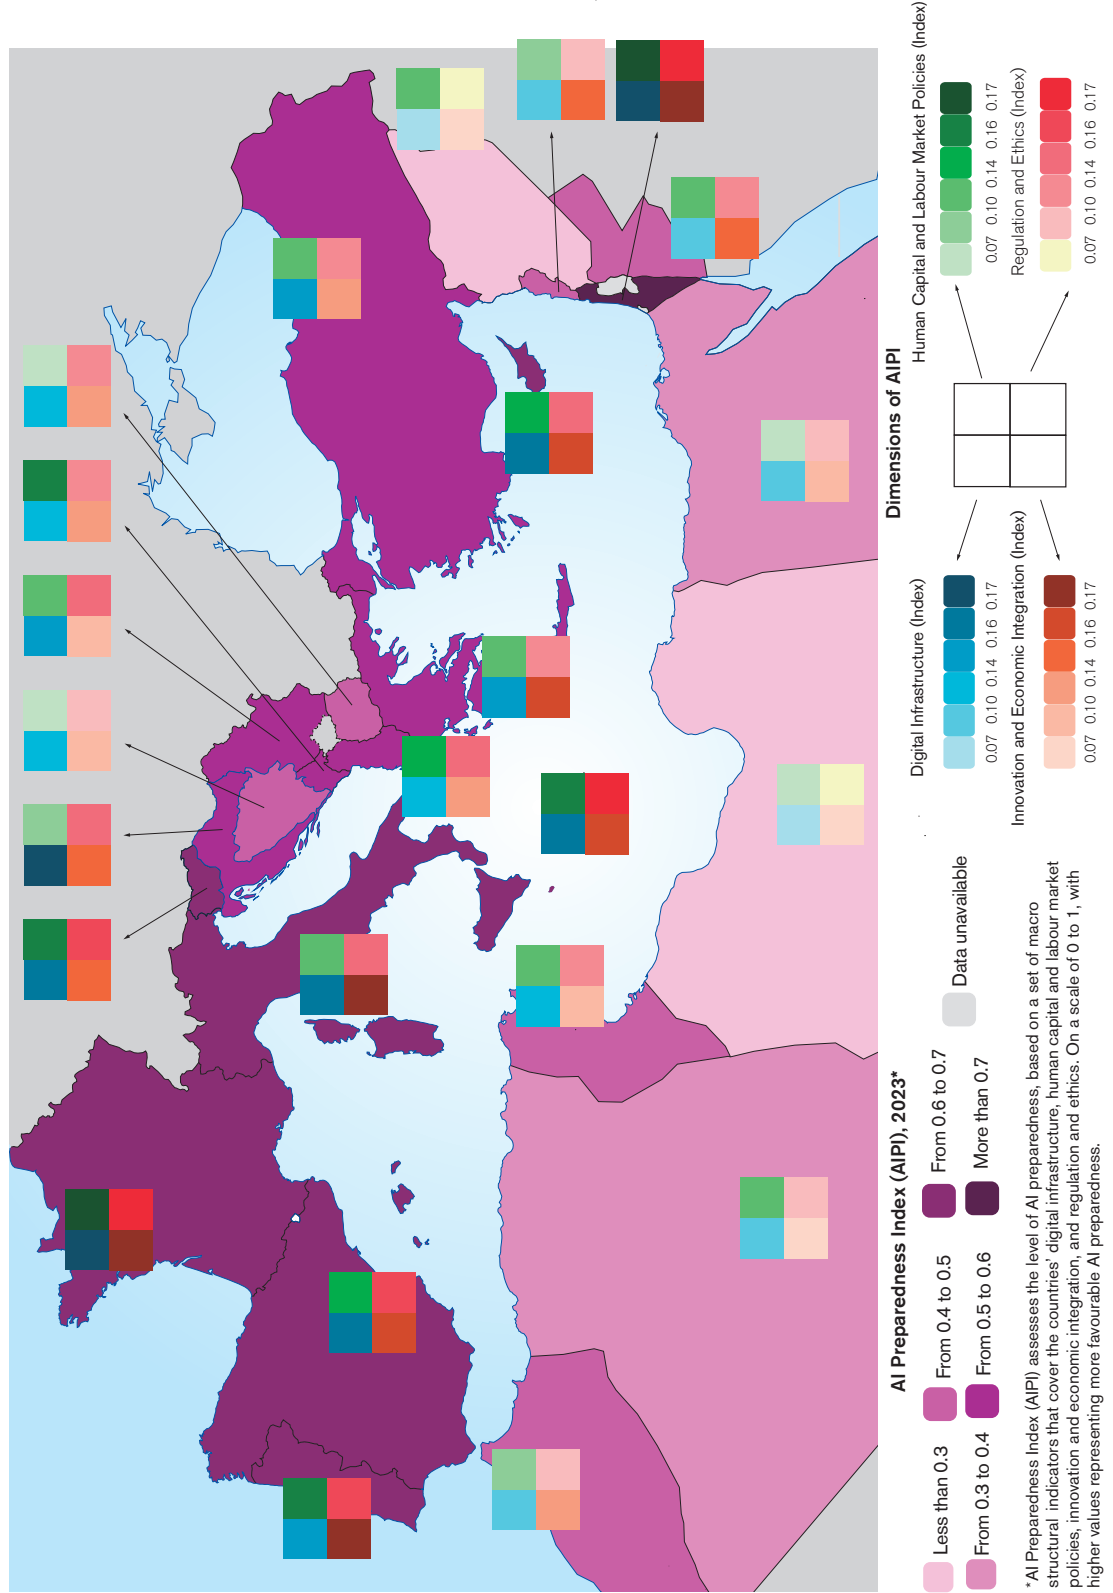 AI Preparedness Index (AIPI), 2023*
Less than 0.3
From 0.3 to 0.4
From 0.4 to 0.5
From 0.5 to 0.6
From 0.6 to 0.7
More than 0.7
Data unavailable
Dimensions of AIPI
Digital Infrastructure (Index)
0.07 0.10 0.14 0.16 0.17
Innovation and Economic Integration (Index)
0.07 0.10 0.14 0.16 0.17
Human Capital and Labour Market Policies (Index)
0.07 0.10 0.14 0.16 0.17
Regulation and Ethics (Index)
0.07 0.10 0.14 0.16 0.17
*AI Preparedness Index (AIPI) assesses the level of AI preparedness, based on a set of macro
structural indicators that cover the countries' digital infrastructure, human capital and labour market
policies, innovation and economic integration, and regulation and ethics. On a scale of 0 to 1, with
higher values representing more favourable AI preparedness.